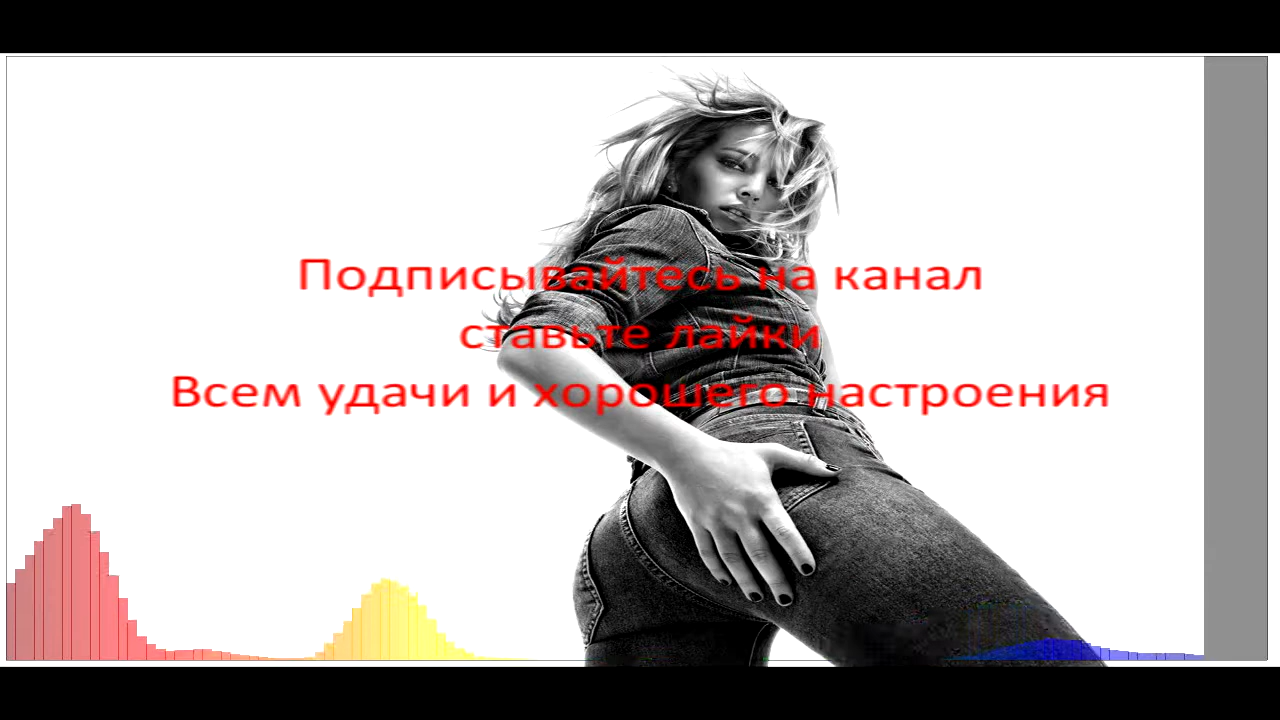 Подписывайтесь на канал
ставьте лайки
Всем удачи и хорошего настроения